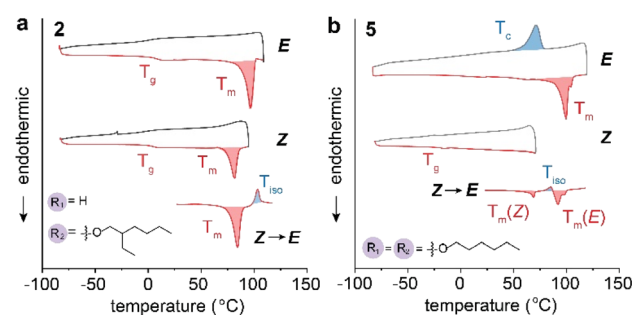 a
2
E
Tg
Tm
Z
Tg
Tm
Tiso
R1 = H
R2 =
O
Tm
Z → E
endothermic
-100 -50 0 50 100 150
temperature (°C)
b
5
Tc
E
Tm
Z
Tg
Z → E
Tm(Z)
Tm(E)
R1 = R2 =
O
endothermic
-100 -50 0 50 100 150
temperature (°C)